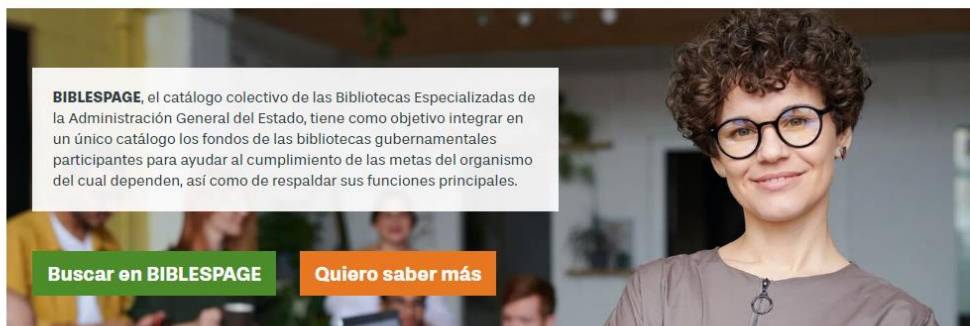 BIBLESPAGE, el catálogo colectivo de las Bibliotecas Especializadas de
la Administración General del Estado, tiene como objetivo integrar en
un único catálogo los fondos de las bibliotecas gubernamentales
participantes para ayudar al cumplimiento de las metas del organismo
del cual dependen, así como de respaldar sus funciones principales.
Buscar en BIBLESPAGE
Quiero saber más